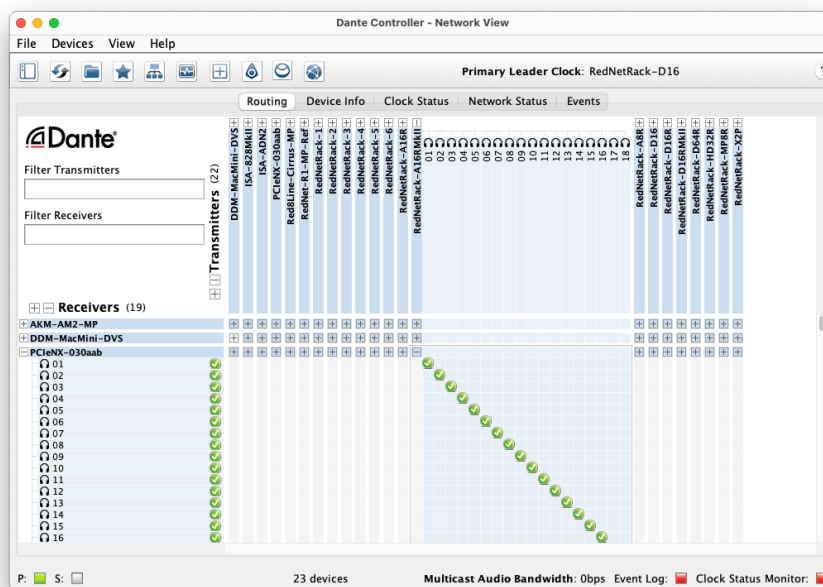 Dante Controller - Network View
File Devices View Help
Primary Leader Clock: RedNetRack-D16
?
Routing Device Info Clock Status Network Status Events
Dante®
Filter Transmitters
Filter Receivers
Transmitters (22)
DDM-MacMini-DVS
ISA-828MkII
ISA-ADN2
PCIeNX-030aab
Red8Line-Cirrus-MP
RedNet-R1-MP-Ref
RedNetRack-1
RedNetRack-2
RedNetRack-3
RedNetRack-4
RedNetRack-5
RedNetRack-6
RedNetRack-A16R
RedNetRack-A16RMkII
01
02
03
04
05
06
07
08
09
10
11
12
13
14
15
16
17
18
RedNetRack-A8R
RedNetRack-D16
RedNetRack-D16R
RedNetRack-D16RMkII
RedNetRack-D64R
RedNetRack-HD32R
RedNetRack-MP8R
RedNetRack-X2P
Receivers (19)
AKM-AM2-MP
DDM-MacMini-DVS
PCIeNX-030aab
01
02
03
04
05
06
07
08
09
10
11
12
13
14
15
16
P: S: 23 devices Multicast Audio Bandwidth: 0bps Event Log: Clock Status Monitor: